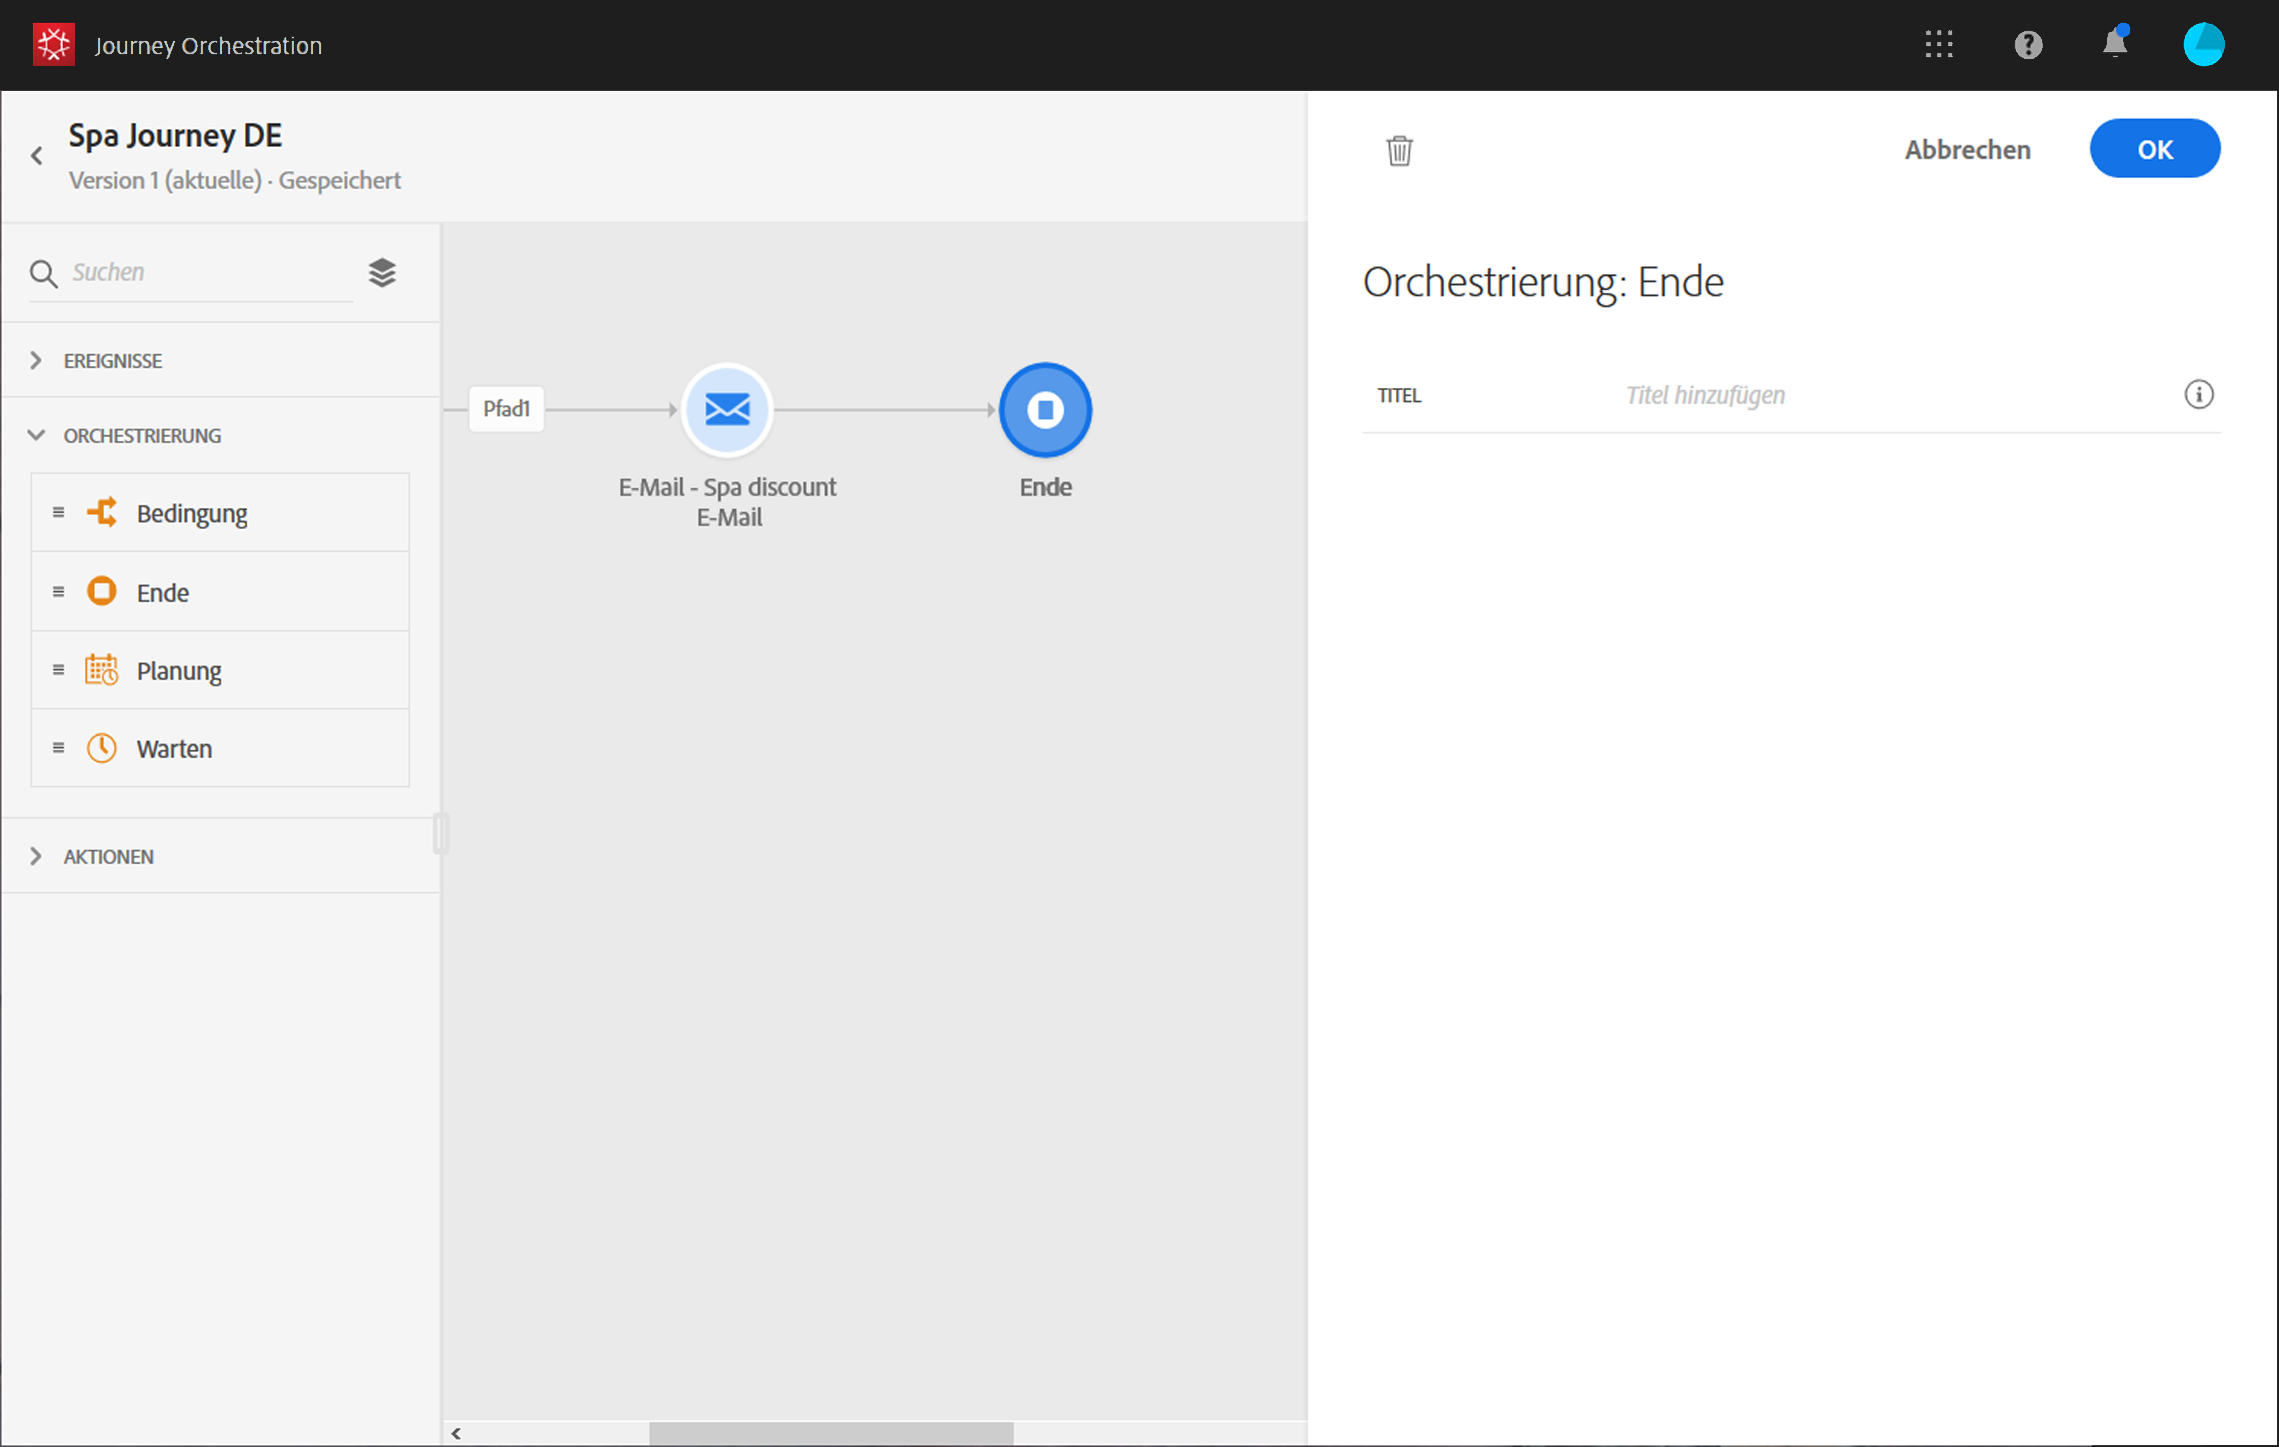 Journey Orchestration
Spa Journey DE
Version 1 (aktuelle) · Gespeichert
Abbrechen
OK
Suchen
EREIGNISSE
ORCHESTRIERUNG
Bedingung
Ende
Planung
Warten
AKTIONEN
Pfad1
E-Mail - Spa discount
E-Mail
Ende
Orchestrierung: Ende
TITEL
Titel hinzufügen